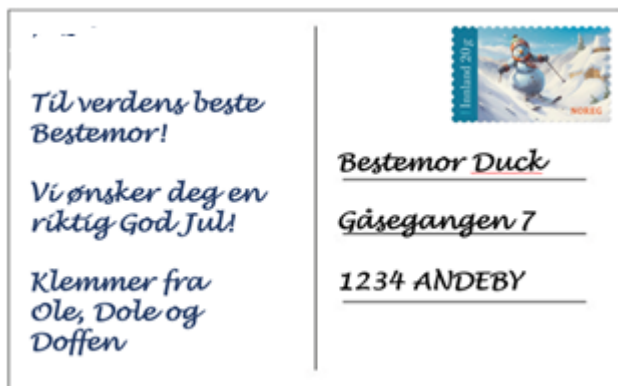 Til verdens beste
Bestemor!
Vi ønsker deg en
riktig God Jul!
Klemmer fra
Ole, Dole og
Doffen
Innland 20 g
NOREG
Bestemor Duck
Gåsegangen 7
1234 ANDEBY